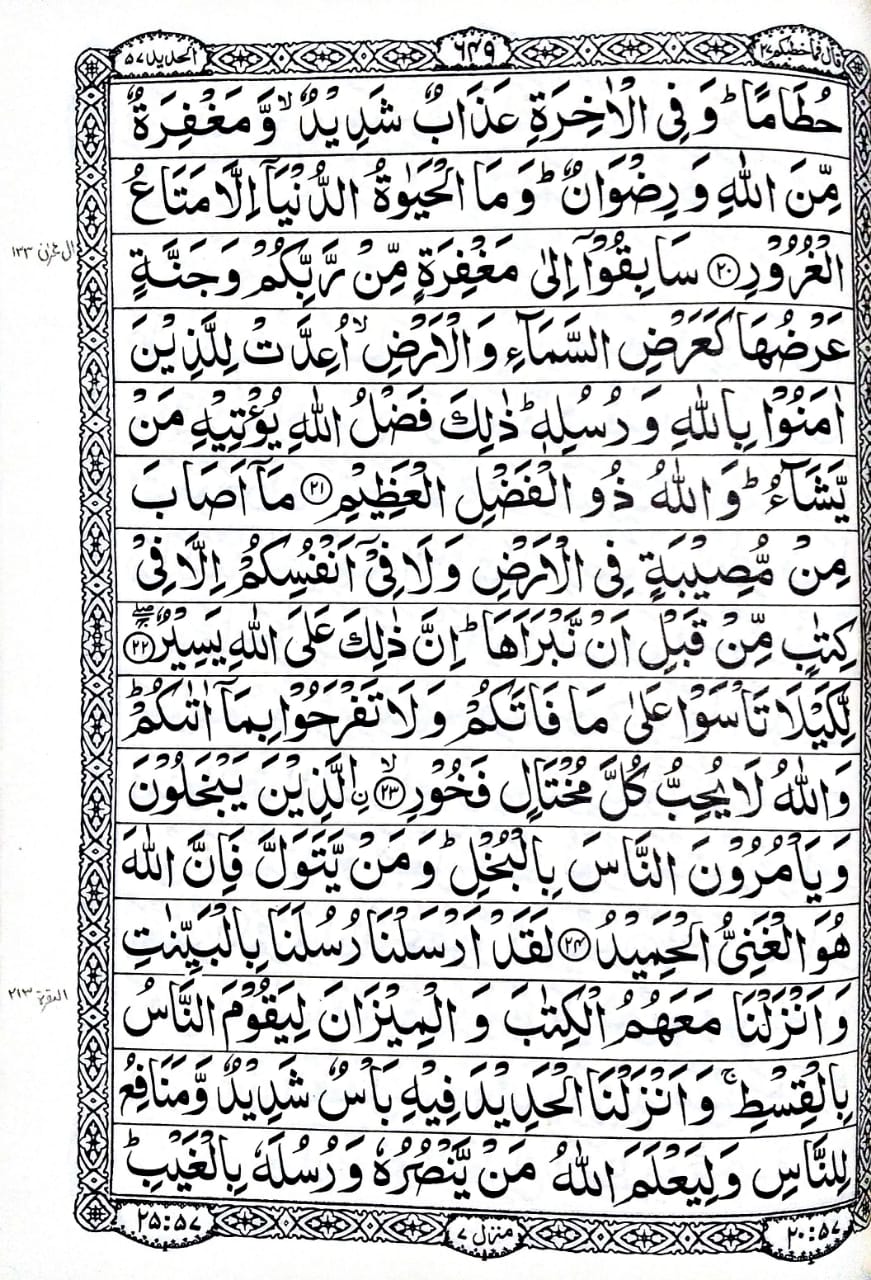 قال فما خطبكم ٢٧
٦٤٩
الحديد ٥٧
حُطَامًا ؕ وَ فِی الْاٰخِرَةِ عَذَابٌ شَدِیْدٌ ۙ وَّ مَغْفِرَةٌ
مِّنَ اللّٰهِ وَ رِضْوَانٌ ؕ وَ مَا الْحَیٰوةُ الدُّنْیَاۤ اِلَّا مَتَاعُ
الْغُرُوْرِ ۟۲۰ سَابِقُوْۤا اِلٰی مَغْفِرَةٍ مِّنْ رَّبِّكُمْ وَ جَنَّةٍ
ال عمرٰن ١٣٣
عَرْضُهَا كَعَرْضِ السَّمَآءِ وَ الْاَرْضِ ۙ اُعِدَّتْ لِلَّذِیْنَ
اٰمَنُوْا بِاللّٰهِ وَ رُسُلِهٖ ؕ ذٰلِكَ فَضْلُ اللّٰهِ یُؤْتِیْهِ مَنْ
یَّشَآءُ ؕ وَ اللّٰهُ ذُو الْفَضْلِ الْعَظِیْمِ ۟۲۱ مَاۤ اَصَابَ
مِنْ مُّصِیْبَةٍ فِی الْاَرْضِ وَ لَا فِیْۤ اَنْفُسِكُمْ اِلَّا فِیْ
كِتٰبٍ مِّنْ قَبْلِ اَنْ نَّبْرَاَهَا ؕ اِنَّ ذٰلِكَ عَلَی اللّٰهِ یَسِیْرٌ ۟ۚۖ۲۲
لِّكَیْلَا تَاْسَوْا عَلٰی مَا فَاتَكُمْ وَ لَا تَفْرَحُوْا بِمَاۤ اٰتٰىكُمْ ؕ
وَ اللّٰهُ لَا یُحِبُّ كُلَّ مُخْتَالٍ فَخُوْرِ ۟ۙ۲۳ نِ الَّذِیْنَ یَبْخَلُوْنَ
وَ یَاْمُرُوْنَ النَّاسَ بِالْبُخْلِ ؕ وَ مَنْ یَّتَوَلَّ فَاِنَّ اللّٰهَ
هُوَ الْغَنِیُّ الْحَمِیْدُ ۟۲۴ لَقَدْ اَرْسَلْنَا رُسُلَنَا بِالْبَیِّنٰتِ
البقرة ٢١٣
وَ اَنْزَلْنَا مَعَهُمُ الْكِتٰبَ وَ الْمِیْزَانَ لِیَقُوْمَ النَّاسُ
بِالْقِسْطِ ۚ وَ اَنْزَلْنَا الْحَدِیْدَ فِیْهِ بَاْسٌ شَدِیْدٌ وَّ مَنَافِعُ
لِلنَّاسِ وَ لِیَعْلَمَ اللّٰهُ مَنْ یَّنْصُرُهٗ وَ رُسُلَهٗ بِالْغَیْبِ ؕ
٢٠:٥٧
منزل ٧
٢٥:٥٧